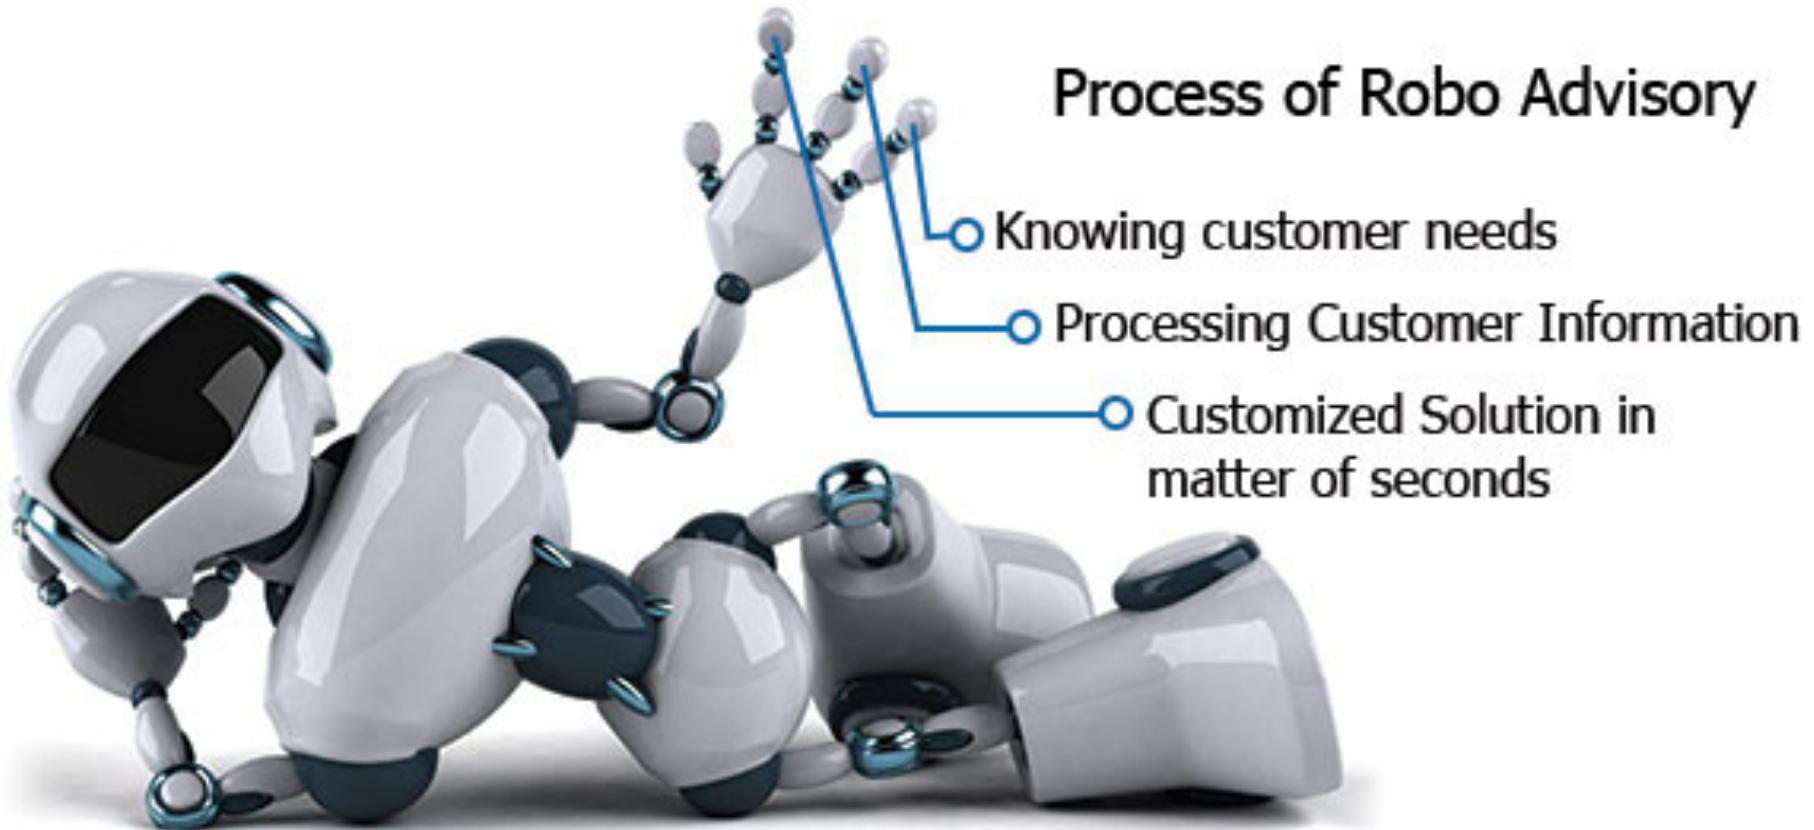 Process of Robo Advisory
Knowing customer needs
Processing Customer Information
Customized Solution in
matter of seconds